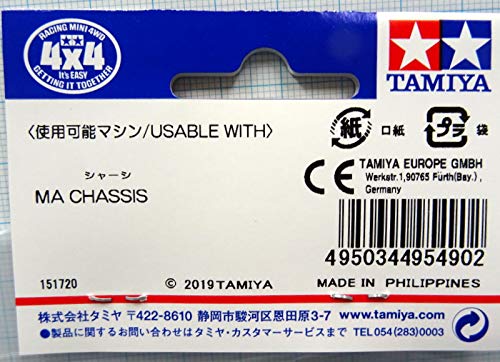 RACING MINI 4WD
4x4
It's EASY
GETTING IT TOGETHER
TAMIYA
〈使用可能マシン/USABLE WITH〉
シャーシ
MA CHASSIS
紙 口紙 プラ 袋
CE TAMIYA EUROPE GMBH
Werkstr.1,90765 Fürth(Bay.),
Germany
4950344954902
151720
© 2019 TAMIYA
MADE IN PHILIPPINES
株式会社タミヤ 〒422-8610 静岡市駿河区恩田原3-7 www.tamiya.com
●製品に関するお問い合わせはタミヤ・カスタマーサービスまで TEL054(283)0003